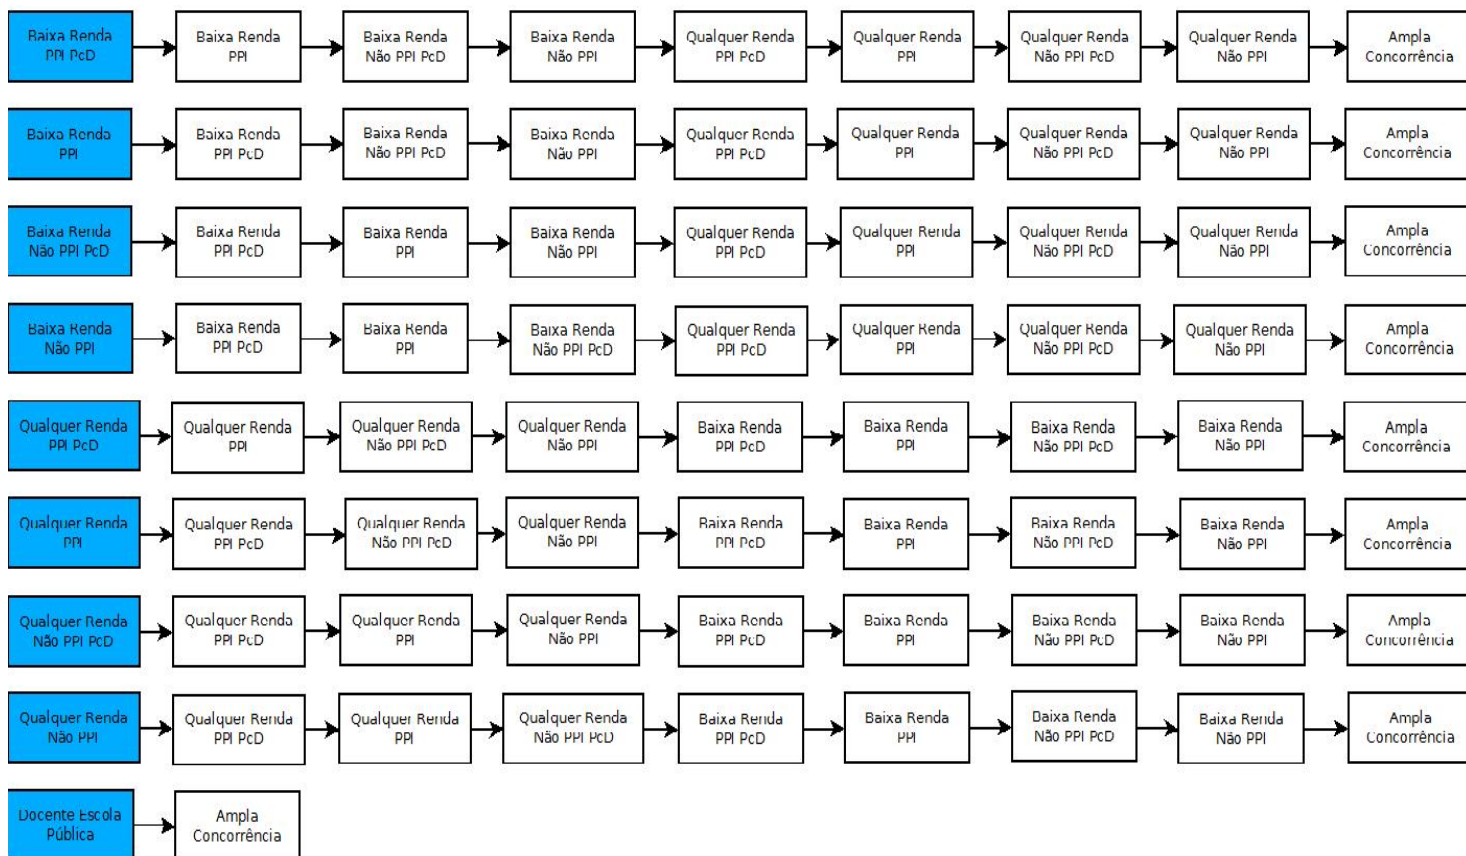 Baixa Renda
PPI PcD
Baixa Renda
PPI
Baixa Renda
Não PPI PcD
Baixa Renda
Não PPI
Qualquer Renda
PPI PcD
Qualquer Renda
PPI
Qualquer Renda
Não PPI PcD
Qualquer Renda
Não PPI
Ampla
Concorrência
Baixa Renda
PPI
Baixa Renda
PPI PcD
Baixa Renda
Não PPI PcD
Baixa Renda
Não PPI
Qualquer Renda
PPI PcD
Qualquer Renda
PPI
Qualquer Renda
Não PPI PcD
Qualquer Renda
Não PPI
Ampla
Concorrência
Baixa Renda
Não PPI PcD
Baixa Renda
PPI PcD
Baixa Renda
PPI
Baixa Renda
Não PPI
Qualquer Renda
PPI PcD
Qualquer Renda
PPI
Qualquer Renda
Não PPI PcD
Qualquer Renda
Não PPI
Ampla
Concorrência
Baixa Renda
Não PPI
Baixa Renda
PPI PcD
Baixa Renda
PPI
Baixa Renda
Não PPI PcD
Qualquer Renda
PPI PcD
Qualquer Renda
PPI
Qualquer Renda
Não PPI PcD
Qualquer Renda
Não PPI
Ampla
Concorrência
Qualquer Renda
PPI PcD
Qualquer Renda
PPI
Qualquer Renda
Não PPI PcD
Qualquer Renda
Não PPI
Baixa Renda
PPI PcD
Baixa Renda
PPI
Baixa Renda
Não PPI PcD
Baixa Renda
Não PPI
Ampla
Concorrência
Qualquer Renda
PPI
Qualquer Renda
PPI PcD
Qualquer Renda
Não PPI PcD
Qualquer Renda
Não PPI
Baixa Renda
PPI PcD
Baixa Renda
PPI
Baixa Renda
Não PPI PcD
Baixa Renda
Não PPI
Ampla
Concorrência
Qualquer Renda
Não PPI PcD
Qualquer Renda
PPI PcD
Qualquer Renda
PPI
Qualquer Renda
Não PPI
Baixa Renda
PPI PcD
Baixa Renda
PPI
Baixa Renda
Não PPI PcD
Baixa Renda
Não PPI
Ampla
Concorrência
Qualquer Renda
Não PPI
Qualquer Renda
PPI PcD
Qualquer Renda
PPI
Qualquer Renda
Não PPI PcD
Baixa Renda
PPI PcD
Baixa Renda
PPI
Baixa Renda
Não PPI PcD
Baixa Renda
Não PPI
Ampla
Concorrência
Docente Escola
Pública
Ampla
Concorrência